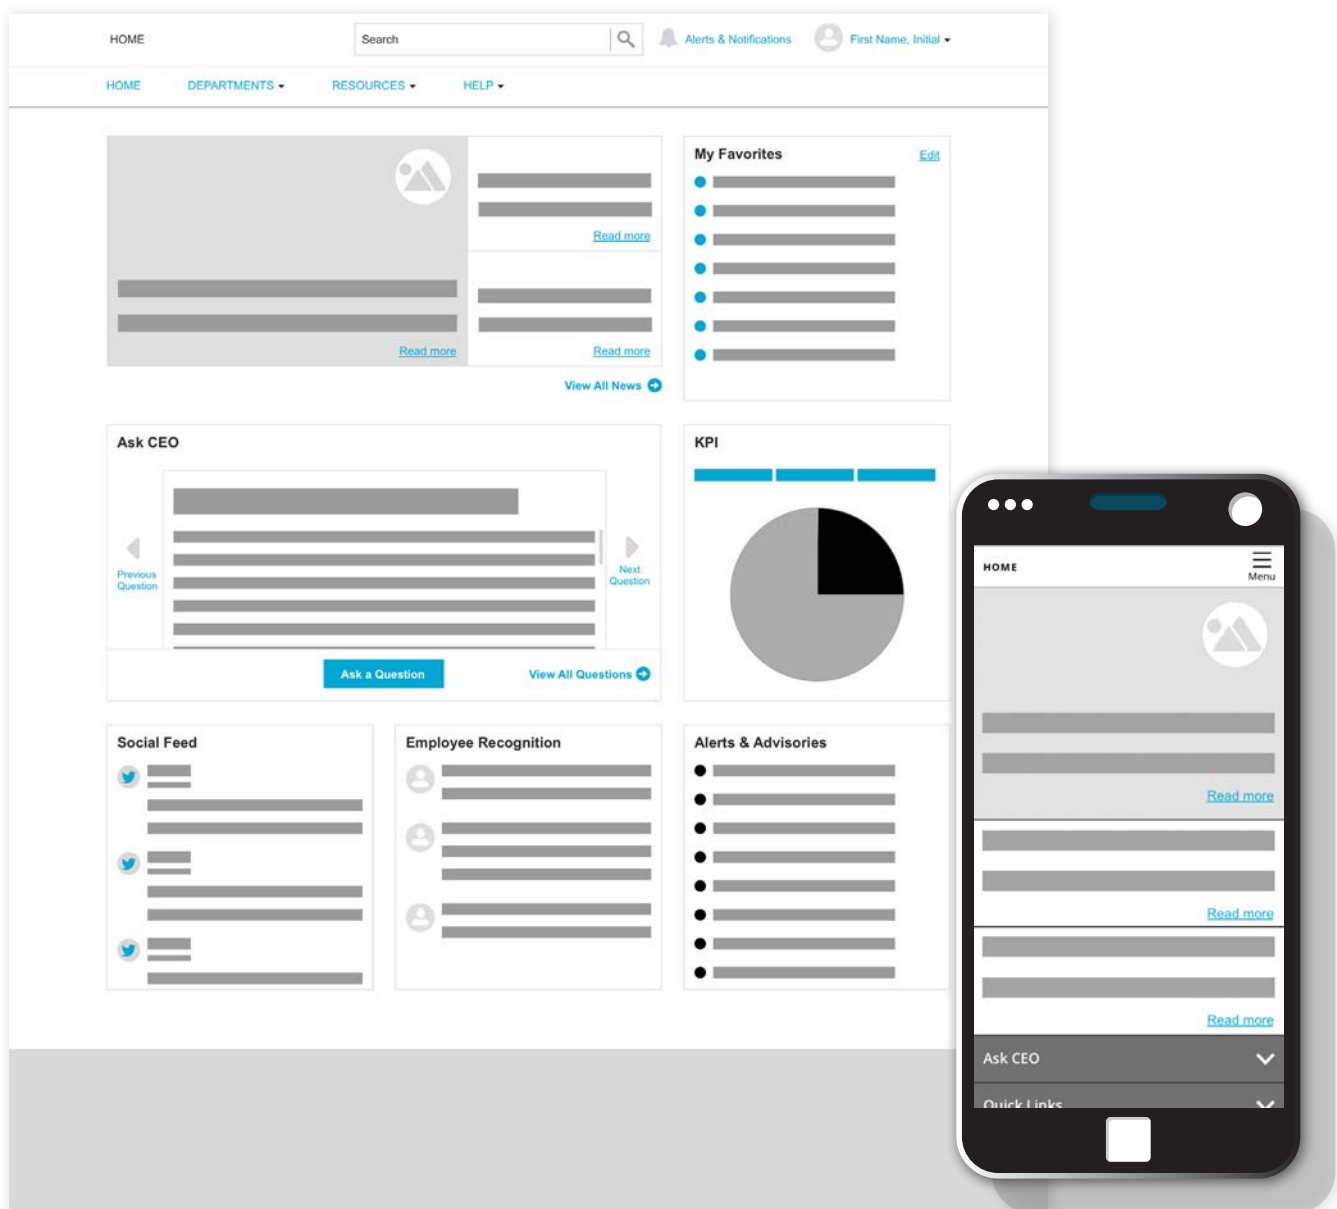 HOME
Search
Alerts & Notifications
First Name, Initial
HOME
DEPARTMENTS
RESOURCES
HELP
Read more
Read more
Read more
View All News
My Favorites
Edit
Ask CEO
Previous
Question
Next
Question
Ask a Question
View All Questions
KPI
Social Feed
Employee Recognition
Alerts & Advisories
HOME
Menu
Read more
Read more
Read more
Ask CEO
Quick Links